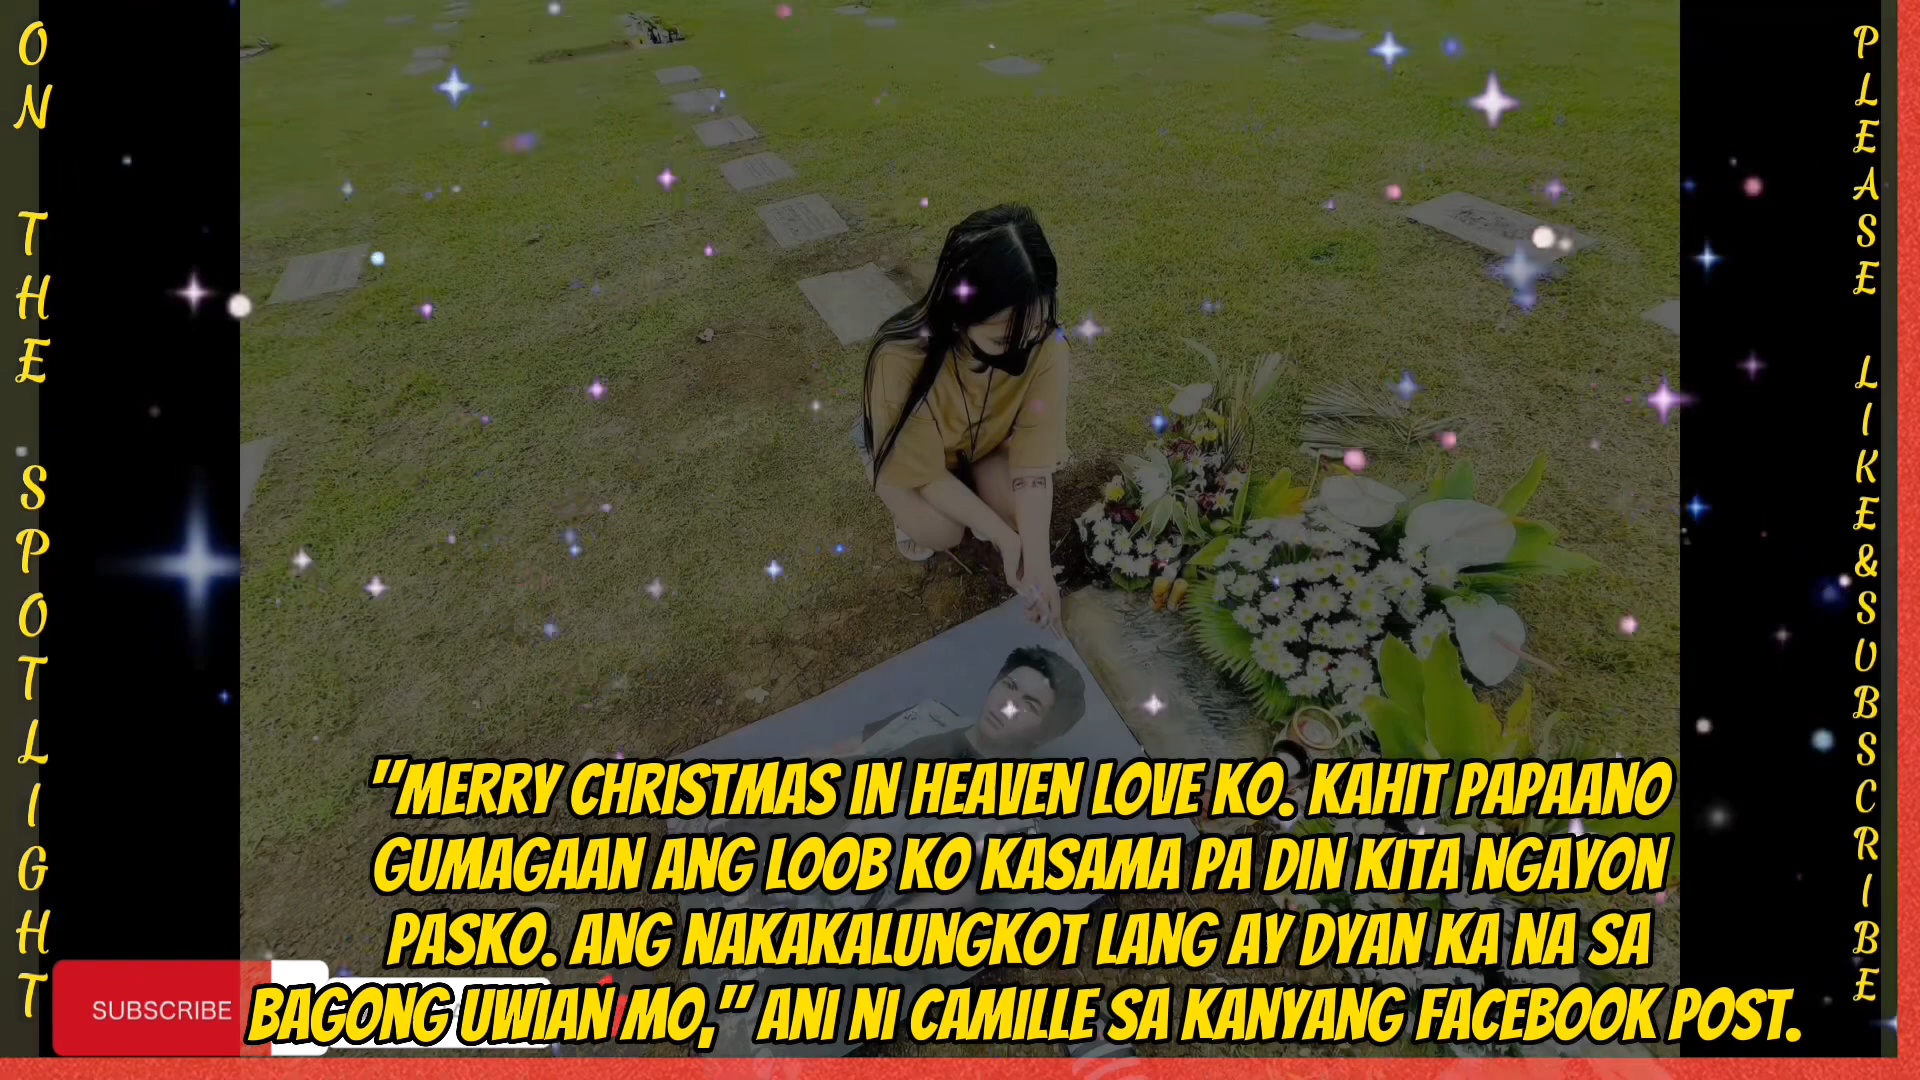 ON THE SPOTLIGHT
PLEASE LIKE&SUBSCRIBE
"MERRY CHRISTMAS IN HEAVEN LOVE KO. KAHIT PAPAANO
GUMAGAAN ANG LOOB KO KASAMA PA DIN KITA NGAYON
PASKO. ANG NAKAKALUNGKOT LANG AY DYAN KA NA SA
BAGONG UWIAN MO," ANI NI CAMILLE SA KANYANG FACEBOOK POST.
SUBSCRIBE